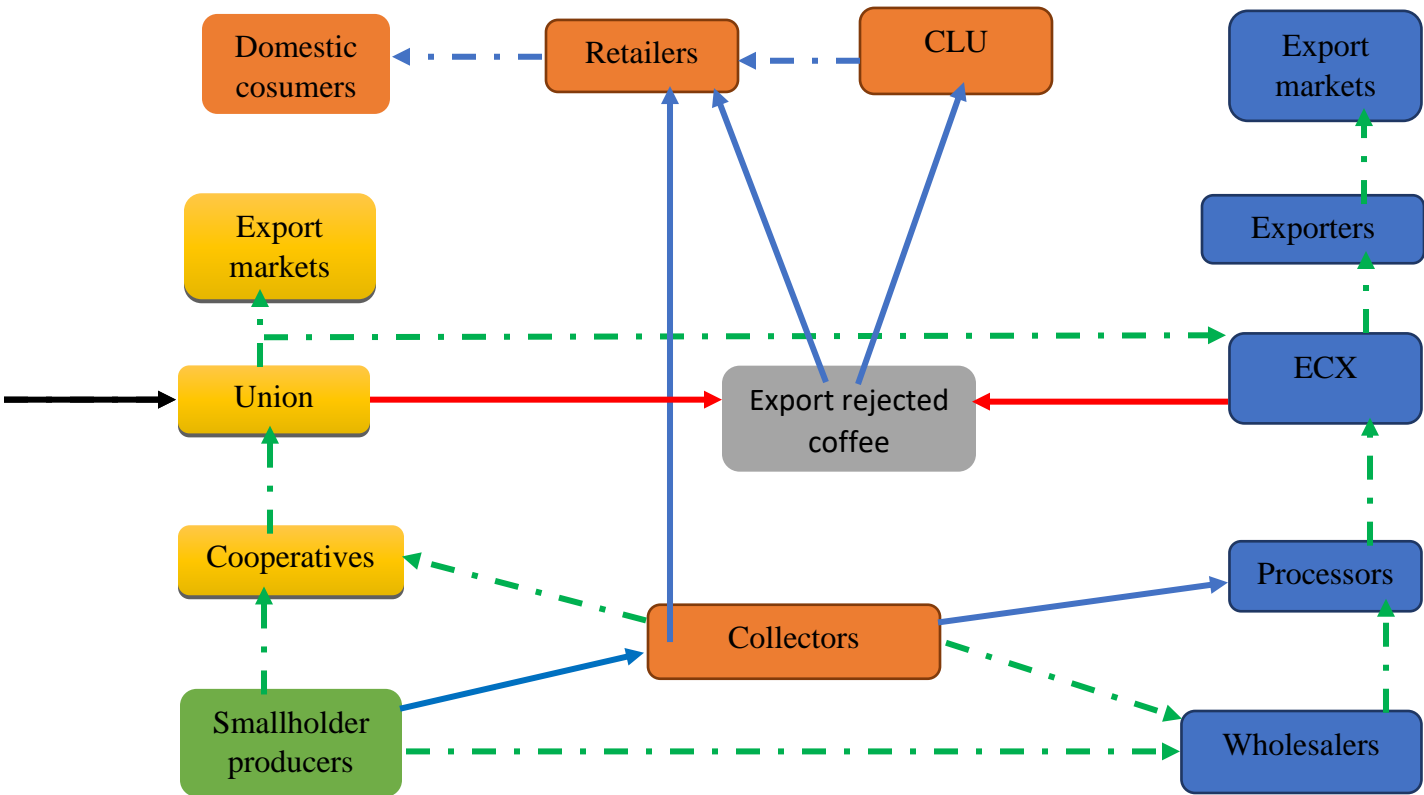 Domestic
cosumers
Retailers
CLU
Export
markets
Export
markets
Exporters
Union
Export rejected
coffee
ECX
Cooperatives
Processors
Collectors
Smallholder
producers
Wholesalers